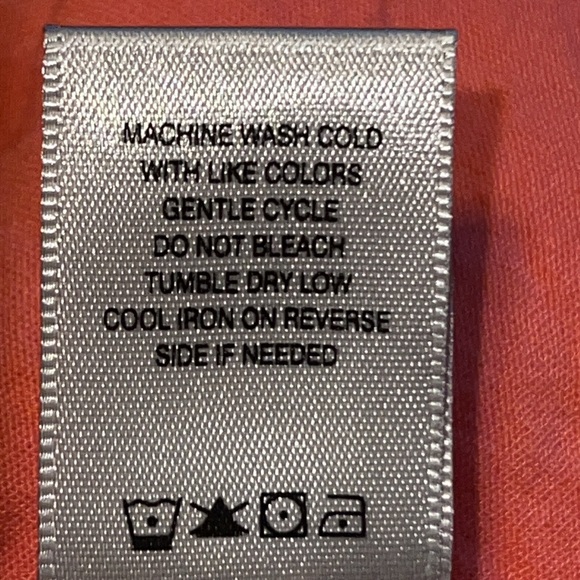 MACHINE WASH COLD
WITH LIKE COLORS
GENTLE CYCLE
DO NOT BLEACH
TUMBLE DRY LOW
COOL IRON ON REVERSE
SIDE IF NEEDED